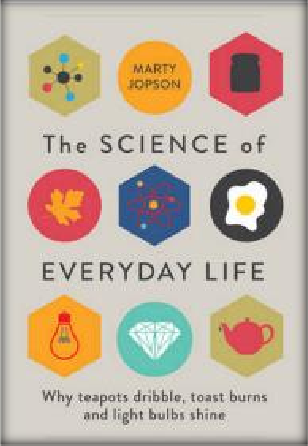 MARTY
JOPSON
The SCIENCE of
EVERYDAY LIFE
Why teapots dribble, toast burns
and light bulbs shine